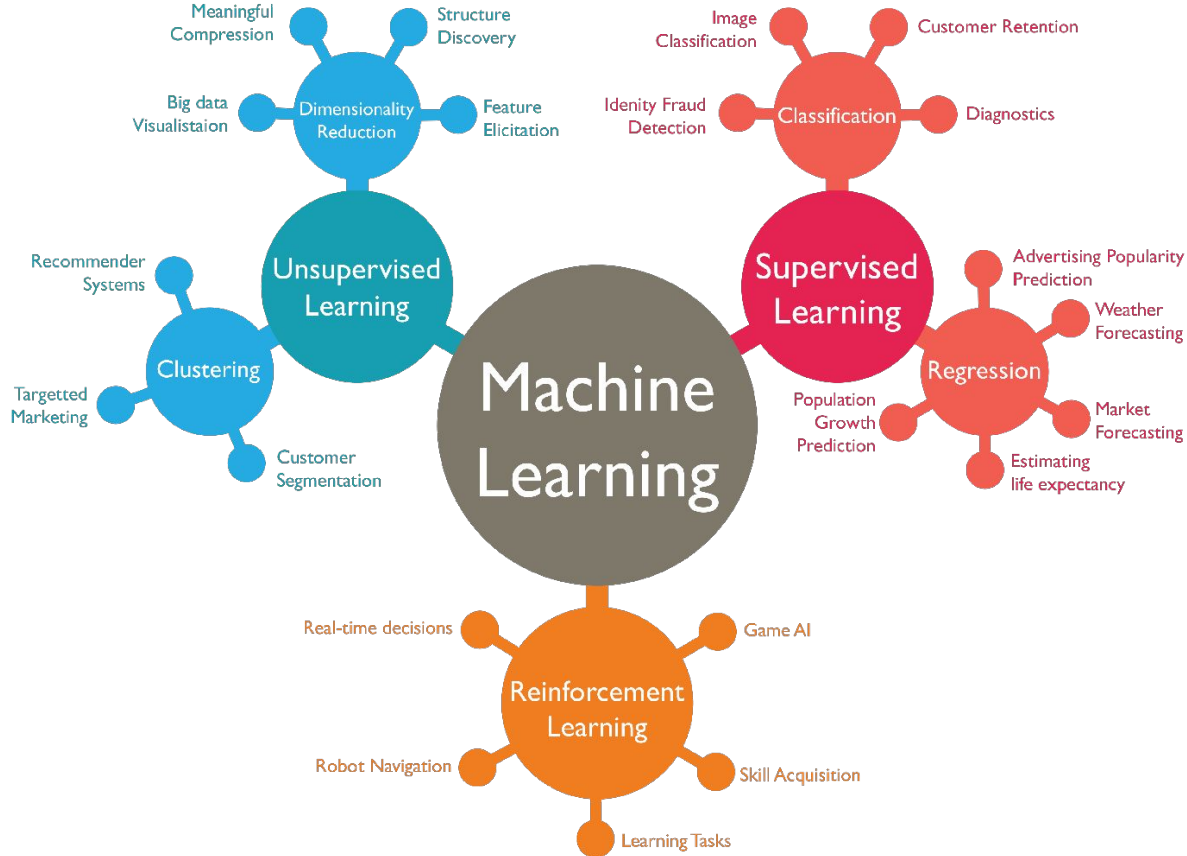 Meaningful
Compression
Structure
Discovery
Big data
Visualistaion
Dimensionality
Reduction
Feature
Elicitation
Image
Classification
Customer Retention
Idenity Fraud
Detection
Classification
Diagnostics
Recommender
Systems
Unsupervised
Learning
Clustering
Targetted
Marketing
Customer
Segmentation
Machine
Learning
Supervised
Learning
Advertising Popularity
Prediction
Weather
Forecasting
Regression
Population
Growth
Prediction
Market
Forecasting
Estimating
life expectancy
Real-time decisions
Game AI
Reinforcement
Learning
Robot Navigation
Skill Acquisition
Learning Tasks